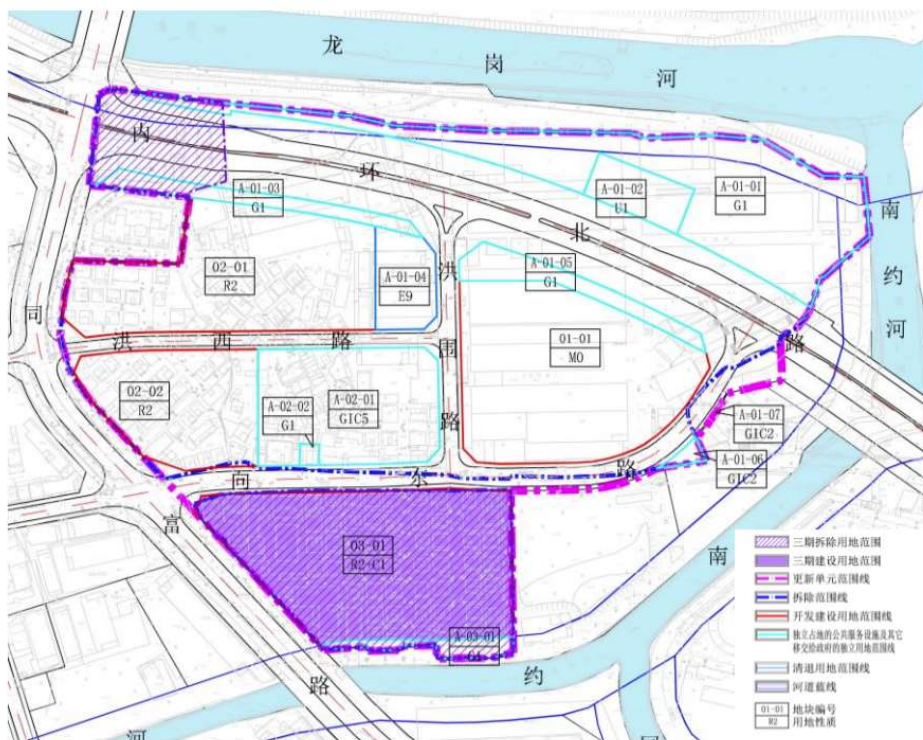 龙岗河
内环北路
A-01-03
G1
A-01-02
U1
A-01-01
G1
南约河
02-01
R2
A-01-04
E9
洪围路
A-01-05
G1
同富路
洪西路
01-01
M0
02-02
R2
A-02-02
G1
A-02-01
GIC5
A-01-07
GIC2
A-01-06
GIC2
向东路
03-01
R2+C1
A-03-01
G1
南约河
三期拆除用地范围
三期建设用地范围
更新单元范围线
拆除范围线
开发建设用地范围线
独立占地的公共服务设施及其它
移交给政府的独立用地范围线
清退用地范围线
河道蓝线
01-01 地块编号
R2 用地性质